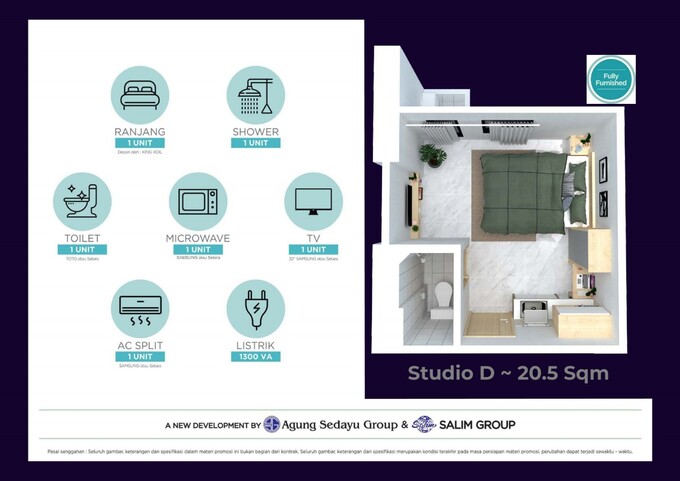 Fully
Furnished
RANJANG
1 UNIT
Desain oleh : KING KOIL
SHOWER
1 UNIT
TOILET
1 UNIT
TOTO atau Setara
MICROWAVE
1 UNIT
SAMSUNG atau Setara
TV
1 UNIT
32" SAMSUNG atau Setara
AC SPLIT
1 UNIT
SAMSUNG atau Setara
LISTRIK
1300 VA
Studio D ~ 20.5 Sqm
A NEW DEVELOPMENT BY Agung Sedayu Group & Salim SALIM GROUP
Pesan sanggahan : Seluruh gambar, keterangan dan spesifikasi dalam materi promosi ini bukan bagian dari kontrak. Seluruh gambar, keterangan dan spesifikasi merupakan kondisi terakhir pada masa persiapan materi promosi, perubahan dapat terjadi sewaktu - waktu.